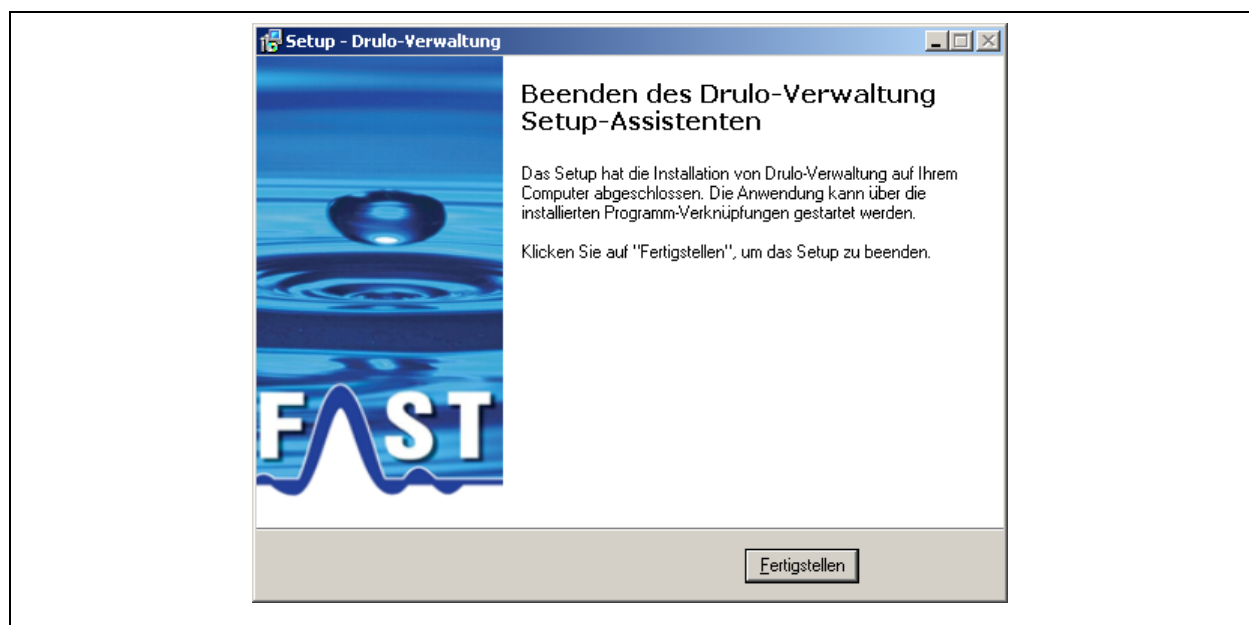 Setup - Drulo-Verwaltung
Beenden des Drulo-Verwaltung
Setup-Assistenten
Das Setup hat die Installation von Drulo-Verwaltung auf Ihrem
Computer abgeschlossen. Die Anwendung kann über die
installierten Programm-Verknüpfungen gestartet werden.
Klicken Sie auf "Fertigstellen", um das Setup zu beenden.
FAST
Fertigstellen